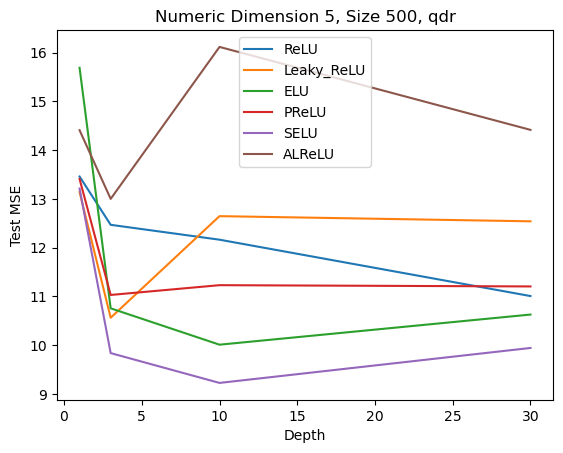 Numeric Dimension 5, Size 500, qdr
ReLU
Leaky_ReLU
ELU
PReLU
SELU
ALReLU
16
15
14
13
12
11
10
9
Test MSE
0
5
10
15
20
25
30
Depth